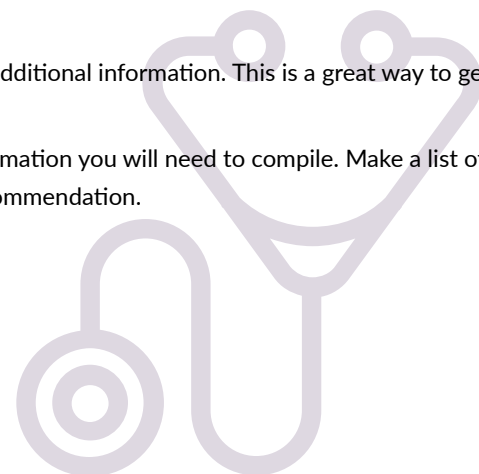 dditional information. This is a great way to ge
mation you will need to compile. Make a list o
ommendation.